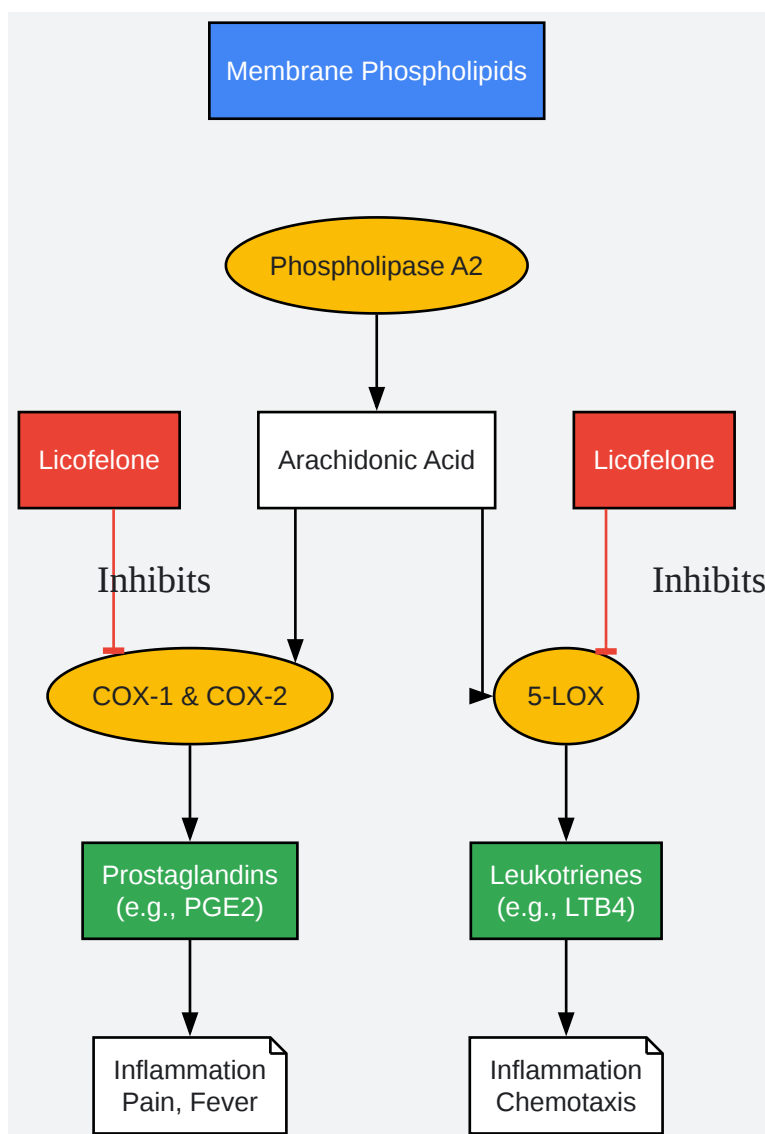 Membrane Phospholipids
Phospholipase A2
Licofelone
Arachidonic Acid
Licofelone
Inhibits
Inhibits
COX-1 & COX-2
5-LOX
Prostaglandins
(e.g., PGE2)
Leukotrienes
(e.g., LTB4)
Inflammation
Pain, Fever
Inflammation
Chemotaxis